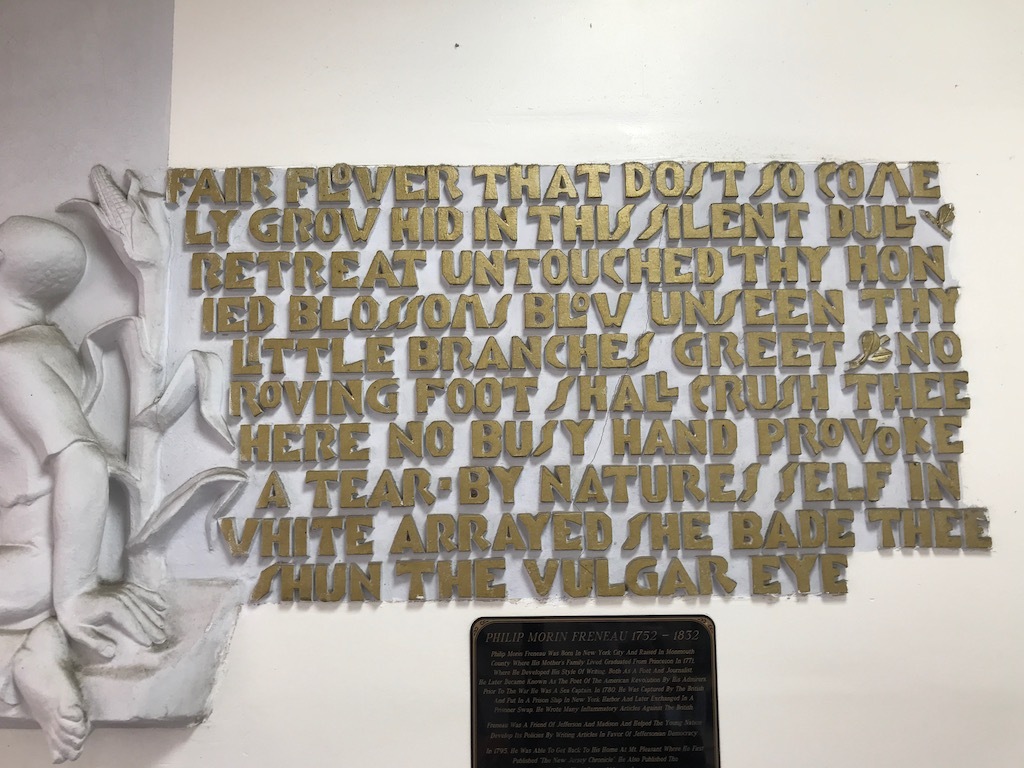 FAIR FLOWER THAT DOST SO COME
LY GROW HID IN THIS SILENT DULL
RETREAT UNTOUCHED THY HON
IED BLOSSOMS BLOW UNSEEN THY
LITTLE BRANCHES GREET NO
ROVING FOOT SHALL CRUSH THEE
HERE NO BUSY HAND PROVOKE
A TEAR·BY NATURES SELF IN
WHITE ARRAYED SHE BADE THEE
SHUN THE VULGAR EYE
PHILIP MORIN FRENEAU 1752 - 1832
Philip Morin Freneau Was Born In New York City And Raised In Monmouth
County Where His Mother's Family Lived. Graduated From Princeton In 1771,
Where He Developed His Style Of Writing, Both As A Poet And Journalist.
He Later Became Known As The Poet Of The American Revolution By His Admirers.
Prior To The War He Was A Sea Captain. In 1780, He Was Captured By The British
And Put In A Prison Ship In New York Harbor And Later Exchanged In A
Prisoner Swap. He Wrote Many Inflammatory Articles Against The British.
Freneau Was A Friend Of Jefferson And Madison And Helped The Young Nation
Develop Its Policies By Writing Articles In Favor Of Jeffersonian Democracy.
In 1795, He Was Able To Get Back To His Home At Mt. Pleasant Where He First
Published "The New Jersey Chronicle". He Also Published The